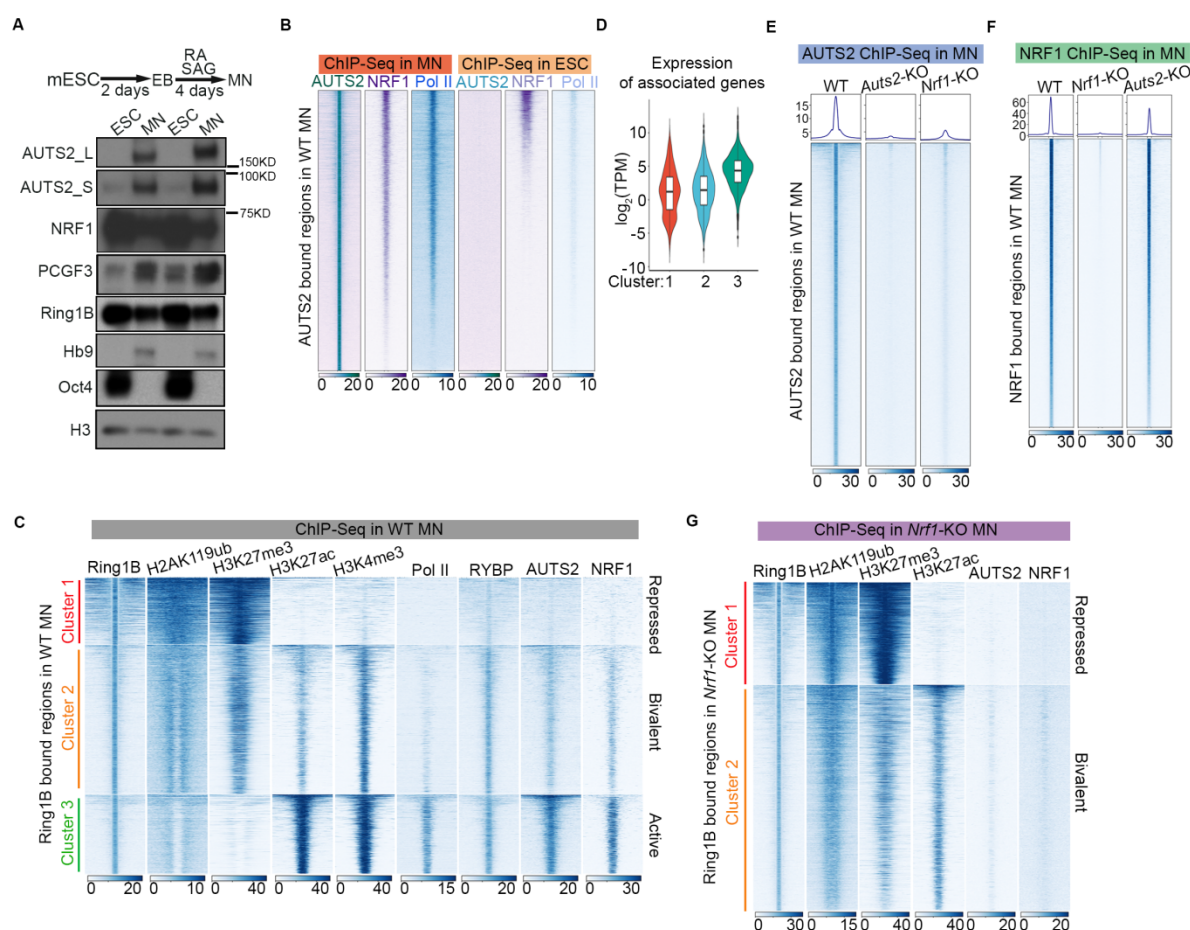 A
RA
SAG
mESC EB MN
2 days 4 days
ESC MN ESC MN
AUTS2_L
150KD
100KD
AUTS2_S
75KD
NRF1
PCGF3
Ring1B
Hb9
Oct4
H3
B
ChIP-Seq in MN ChIP-Seq in ESC
AUTS2 NRF1 Pol II AUTS2 NRF1 Pol II
AUTS2 bound regions in WT MN
0 20 0 20 0 10 0 20 0 20 0 10
D
Expression
of associated genes
log2(TPM)
10
5
0
-5
-10
Cluster: 1 2 3
E
AUTS2 ChIP-Seq in MN
WT Auts2-KO Nrf1-KO
15
5
AUTS2 bound regions in WT MN
0 30 0 30 0 30
F
NRF1 ChIP-Seq in MN
WT Nrf1-KO Auts2-KO
60
40
20
0
NRF1 bound regions in WT MN
0 30 0 30 0 30
C
ChIP-Seq in WT MN
Ring1B H2AK119ub H3K27me3 H3K27ac H3K4me3 Pol II RYBP AUTS2 NRF1
Ring1B bound regions in WT MN
Cluster 1
Cluster 2
Cluster 3
Repressed
Bivalent
Active
0 20 0 10 0 40 0 40 0 40 0 15 0 20 0 20 0 30
G
ChIP-Seq in Nrf1-KO MN
Ring1B H2AK119ub H3K27me3 H3K27ac AUTS2 NRF1
Ring1B bound regions in Nrf1-KO MN
Cluster 1
Cluster 2
Repressed
Bivalent
0 30 0 15 0 40 0 40 0 20 0 20